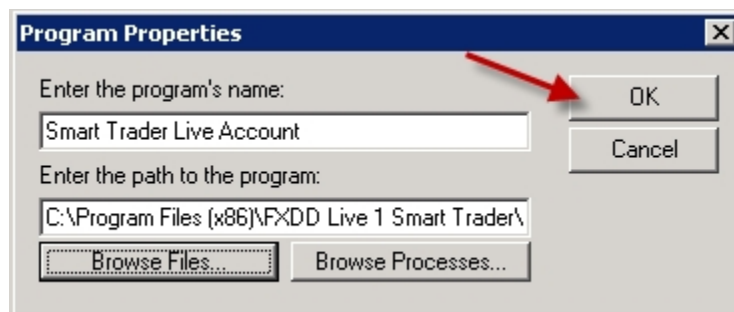 Program Properties
Enter the program's name:
OK
Smart Trader Live Account
Cancel
Enter the path to the program:
C:\Program Files (x86)\FXDD Live 1 Smart Trader\
Browse Files...
Browse Processes...